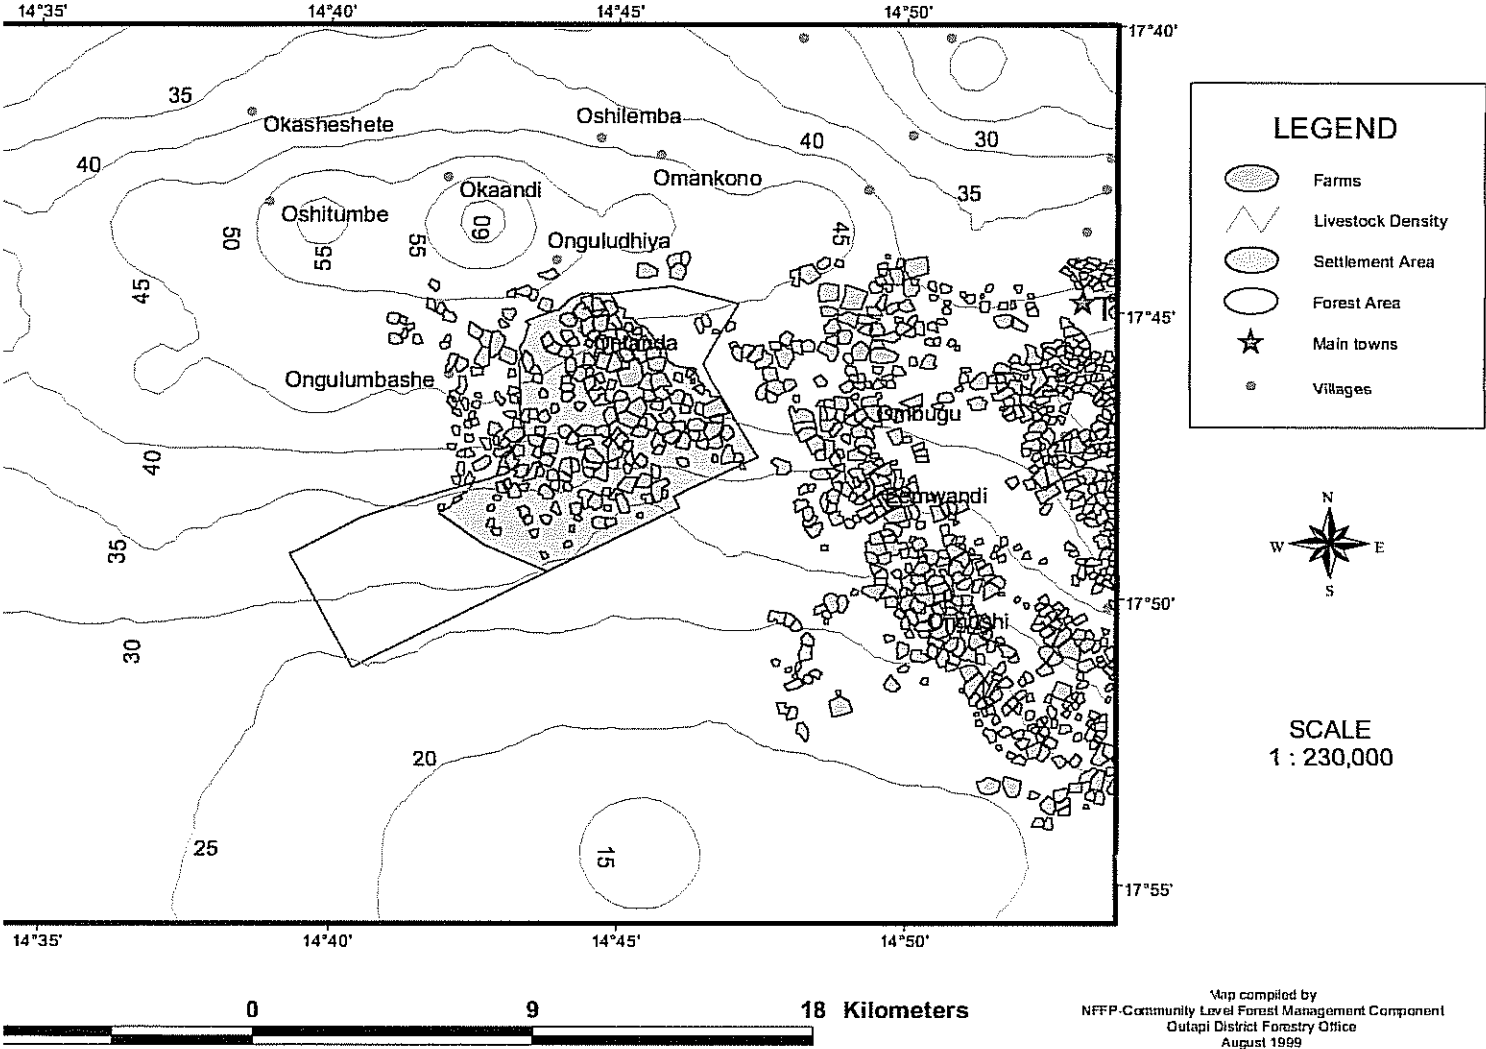 14°35'
14°40'
14°45'
14°50'
17°40'
35
Okasheshete
Oshilemba
40
30
40
Okaandi
Omankono
35
Oshitumbe
60
50
55
55
Onguludhiya
45
45
17°45'
Ongulumbashe
Ombugu
40
35
17°50'
30
20
25
15
17°55'
14°35'
14°40'
14°45'
14°50'
LEGEND
Farms
Livestock Density
Settlement Area
Forest Area
Main towns
Villages
N
W
E
S
SCALE
1 : 230,000
0
9
18 Kilometers
Map compiled by
NFFP-Community Level Forest Management Component
Outapi District Forestry Office
August 1999